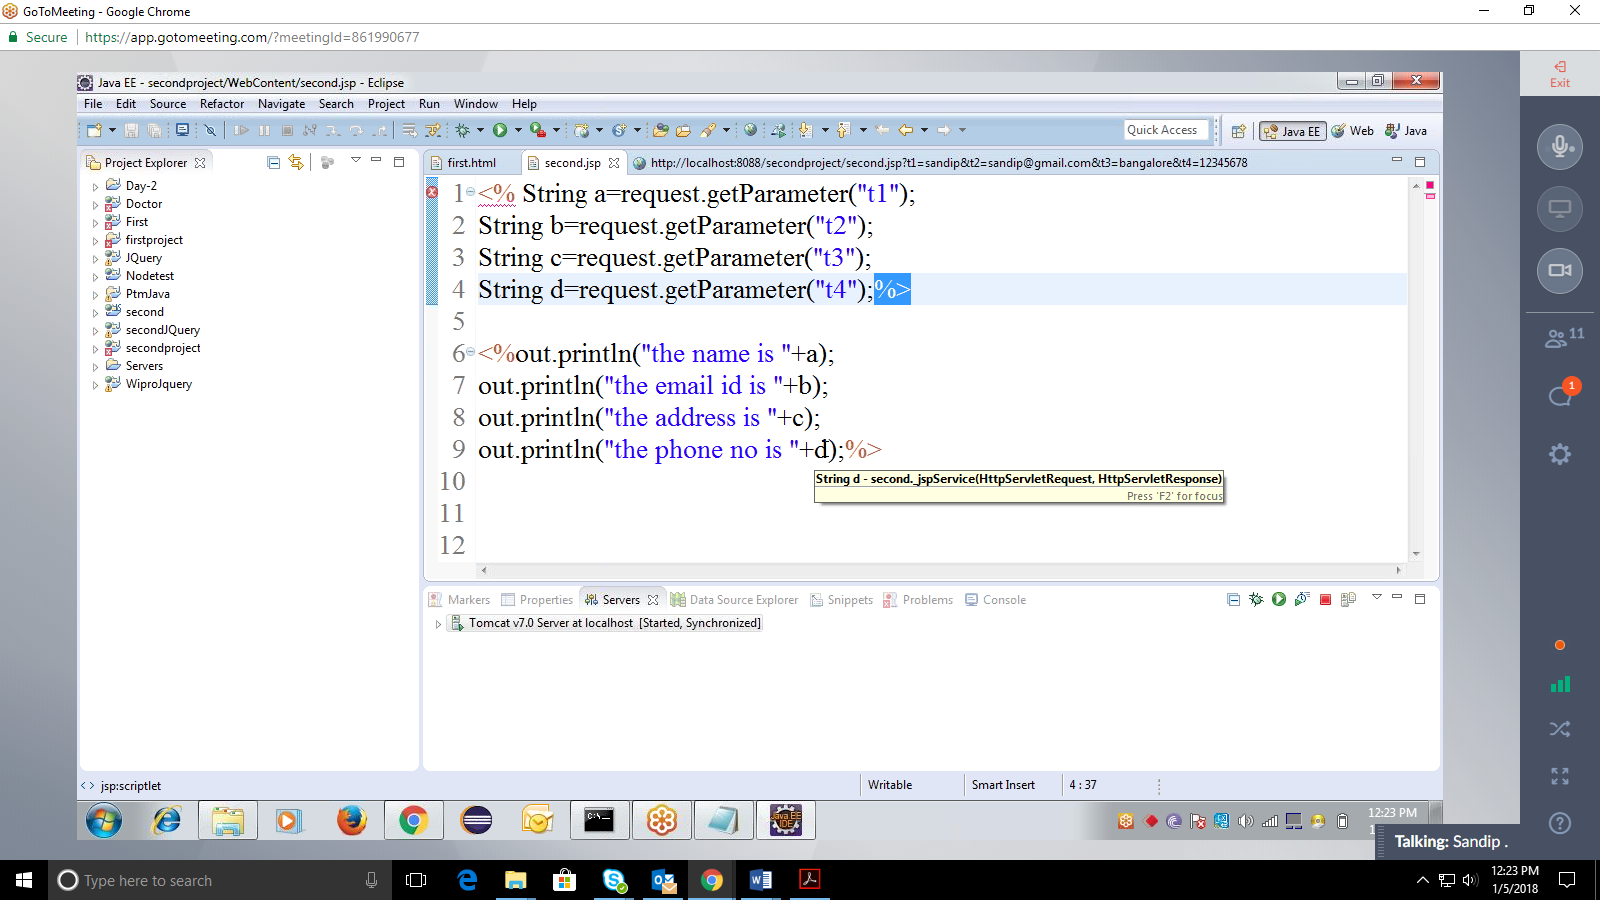 GoToMeeting - Google Chrome
Secure
https://app.gotomeeting.com/?meetingId=861990677
Exit
Java EE - secondproject/WebContent/second.jsp - Eclipse
File Edit Source Refactor Navigate Search Project Run Window Help
Quick Access
Java EE
Web
Java
Project Explorer
first.html
second.jsp
http://localhost:8088/secondproject/second.jsp?t1=sandip&t2=sandip@gmail.com&t3=bangalore&t4=12345678
Day-2
Doctor
First
firstproject
JQuery
Nodetest
PtmJava
second
secondJQuery
secondproject
Servers
WiproJquery
1 <% String a=request.getParameter("t1");
2 String b=request.getParameter("t2");
3 String c=request.getParameter("t3");
4 String d=request.getParameter("t4");%>
5
6 <%out.println("the name is "+a);
7 out.println("the email id is "+b);
8 out.println("the address is "+c);
9 out.println("the phone no is "+d);%>
10
11
12
String d - second._jspService(HttpServletRequest, HttpServletResponse)
Press 'F2' for focus
Markers Properties Servers Data Source Explorer Snippets Problems Console
Tomcat v7.0 Server at localhost [Started, Synchronized]
jsp:scriptlet
Writable
Smart Insert
4 : 37
11
1
12:23 PM
Talking: Sandip .
Type here to search
12:23 PM
1/5/2018